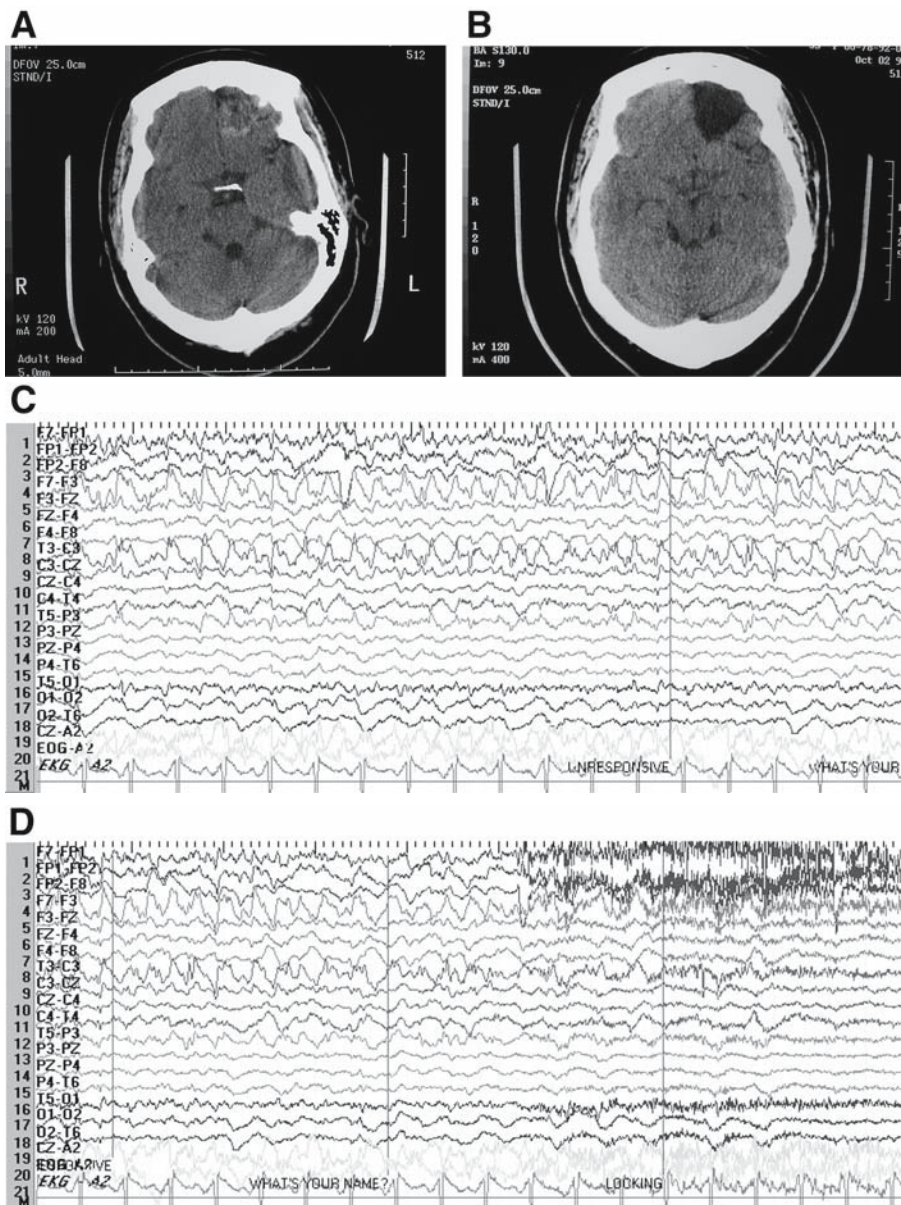 A
B
DFOV 25.0cm
STND/I
512
R
L
kV 120
mA 200
Adult Head
5.0mm
BA S130.0
Im: 9
Oct 02 9
51
DFOV 25.0cm
STND/I
R
1
2
0
kV 120
mA 400
C
F7-FP1
1
FP1-FP2
2
FP2-F8
3
F7-F3
4
F3-FZ
5
FZ-F4
6
F4-F8
7
T3-C3
8
C3-CZ
9
CZ-C4
10
C4-T4
11
T5-P3
12
P3-PZ
13
PZ-P4
14
P4-T6
15
T5-O1
16
O1-O2
17
O2-T6
18
CZ-A2
19
EOG-A2
20
EKG A2
21
M
UNRESPONSIVE
WHAT'S YOUR
D
F7-FP1
1
FP1-FP2
2
FP2-F8
3
F7-F3
4
F3-FZ
5
FZ-F4
6
F4-F8
7
T3-C3
8
C3-CZ
9
CZ-C4
10
C4-T4
11
T5-P3
12
P3-PZ
13
PZ-P4
14
P4-T6
15
T5-O1
16
O1-O2
17
O2-T6
18
CZ-A2
19
20
EKG A2
21
M
WHAT'S YOUR NAME?
LOOKING